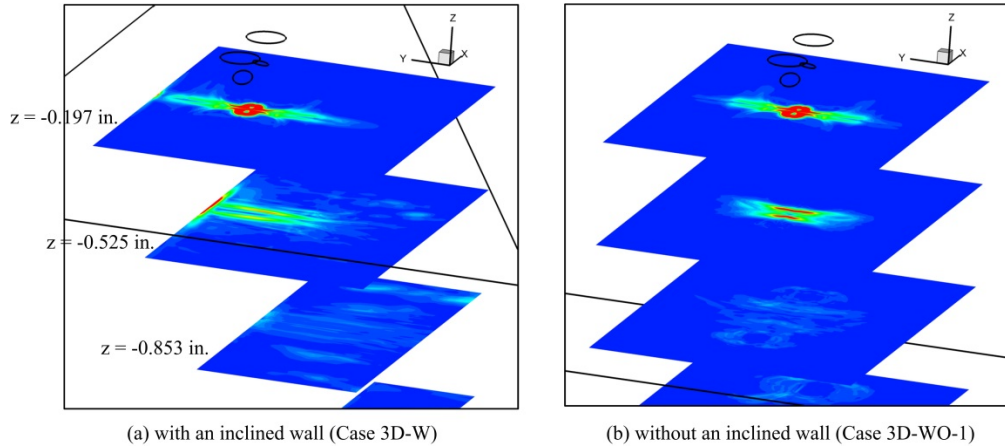 Z
X
Y
z = -0.197 in.
z = -0.525 in.
z = -0.853 in.
(a) with an inclined wall (Case 3D-W)
Z
X
Y
(b) without an inclined wall (Case 3D-WO-1)